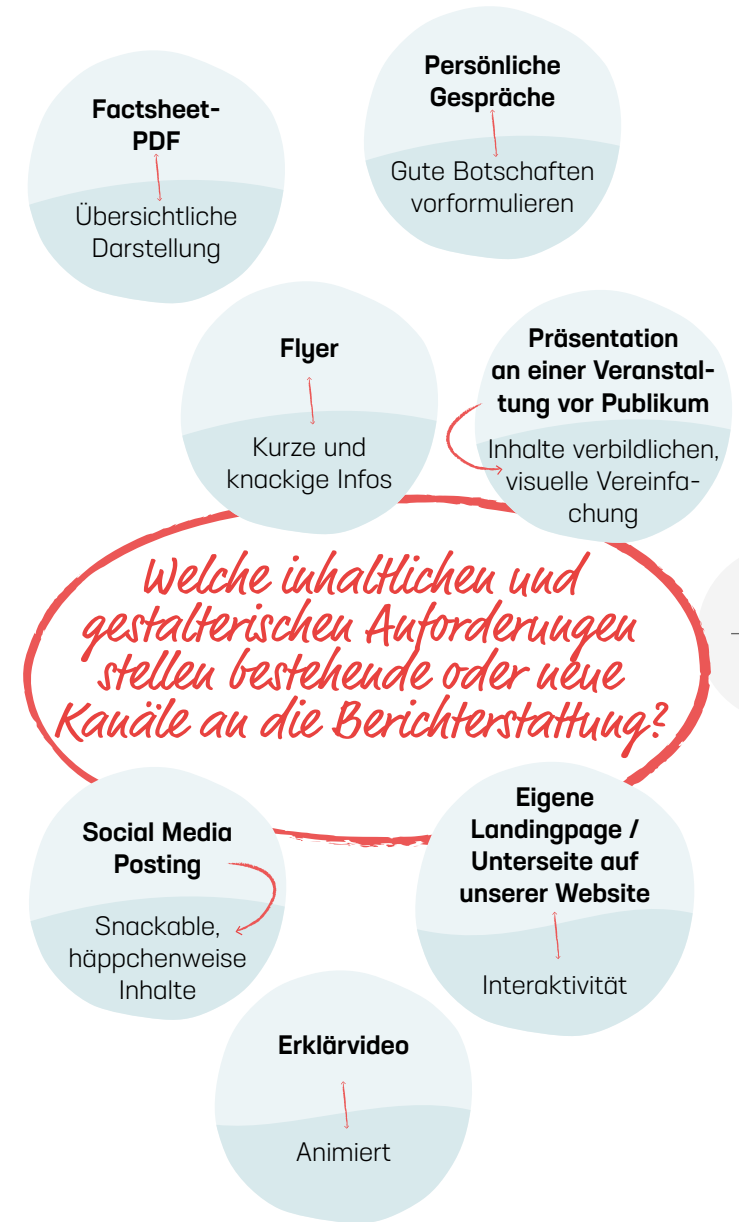 Factsheet-
PDF
Übersichtliche
Darstellung
Persönliche
Gespräche
Gute Botschaften
vorformulieren
Flyer
Kurze und
knackige Infos
Präsentation
an einer Veranstal-
tung vor Publikum
Inhalte verbildlichen,
visuelle Vereinfa-
chung
Welche inhaltlichen und
gestalterischen Anforderungen
stellen bestehende oder neue
Kanäle an die Berichterstattung?
Social Media
Posting
Snackable,
häppchenweise
Inhalte
Eigene
Landingpage /
Unterseite auf
unserer Website
Interaktivität
Erklärvideo
Animiert